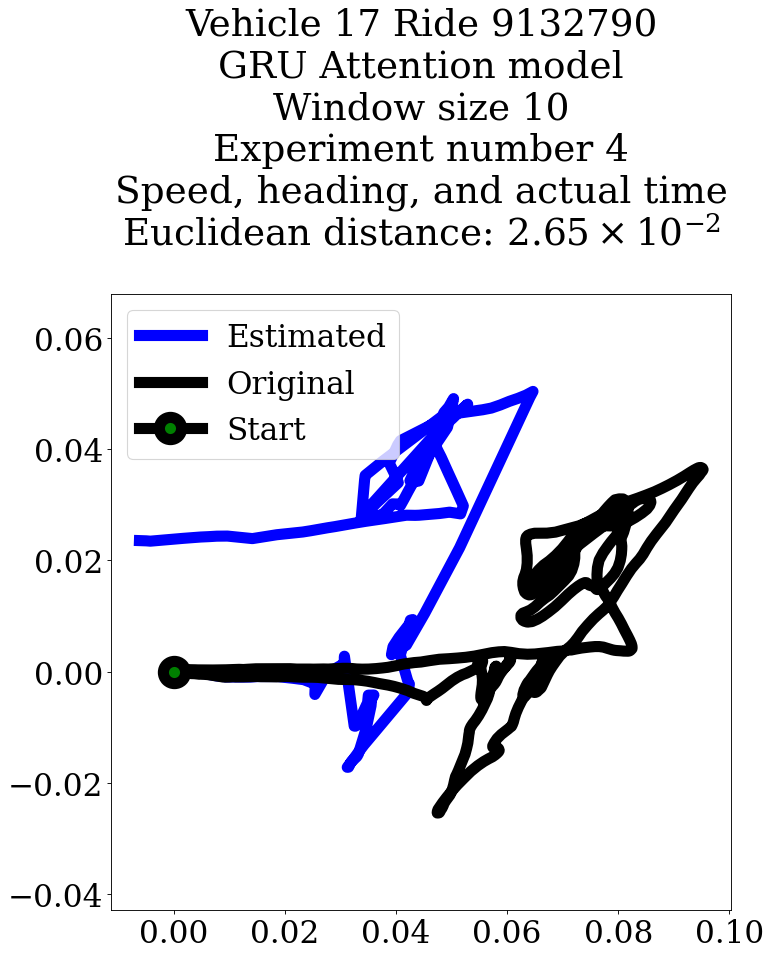 Vehicle 17 Ride 9132790
GRU Attention model
Window size 10
Experiment number 4
Speed, heading, and actual time
Euclidean distance: 2.65 × 10⁻²
Estimated
Original
Start
0.06
0.04
0.02
0.00
−0.02
−0.04
0.00 0.02 0.04 0.06 0.08 0.10